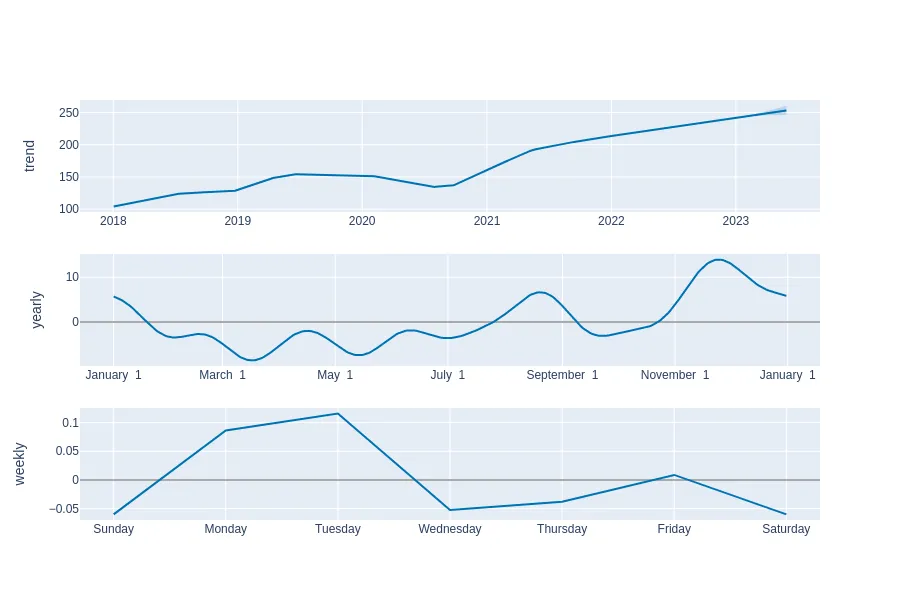 trend
250
200
150
100
2018 2019 2020 2021 2022 2023
yearly
10
0
January 1 March 1 May 1 July 1 September 1 November 1 January 1
weekly
0.1
0.05
0
−0.05
Sunday Monday Tuesday Wednesday Thursday Friday Saturday